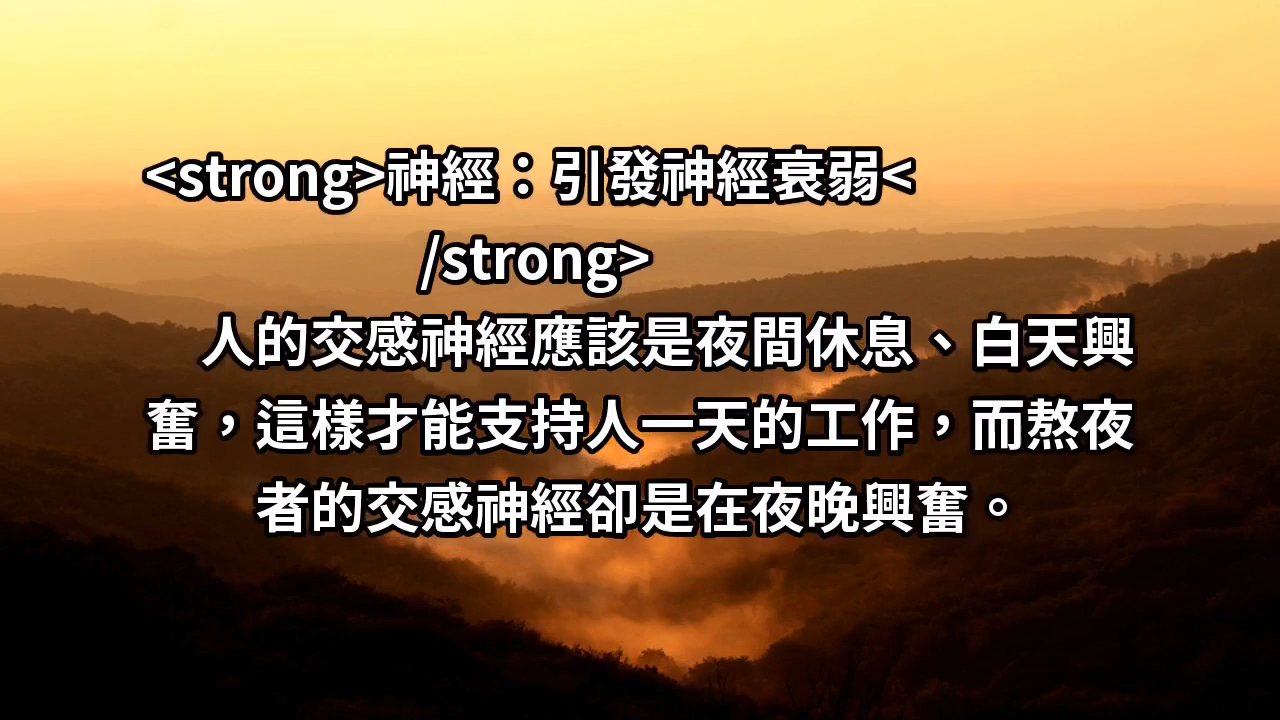 <strong>神經：引發神經衰弱<
/strong>
人的交感神經應該是夜間休息、白天興
奮，這樣才能支持人一天的工作，而熬夜
者的交感神經卻是在夜晚興奮。